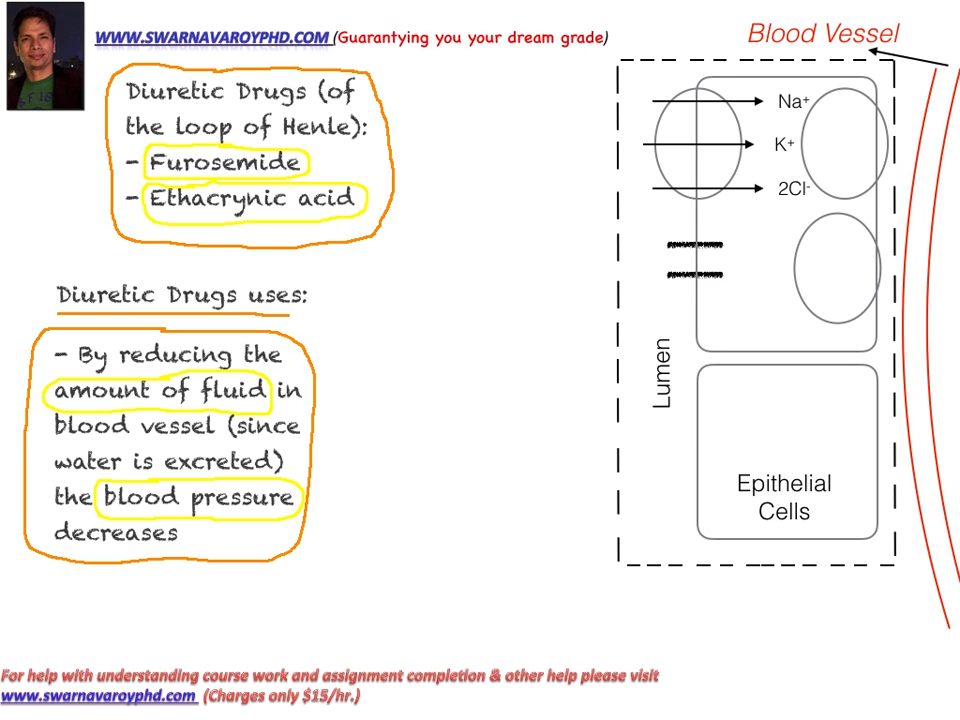 WWW.SWARNAVAROYPHD.COM (Guarantying you your dream grade)
Diuretic Drugs (of
the loop of Henle):
- Furosemide
- Ethacrynic acid
Diuretic Drugs uses:
- By reducing the
amount of fluid in
blood vessel (since
water is excreted)
the blood pressure
decreases
Blood Vessel
Na+
K+
2Cl-
Lumen
Epithelial
Cells
For help with understanding course work and assignment completion & other help please visit
www.swarnavaroyphd.com (Charges only $15/hr.)